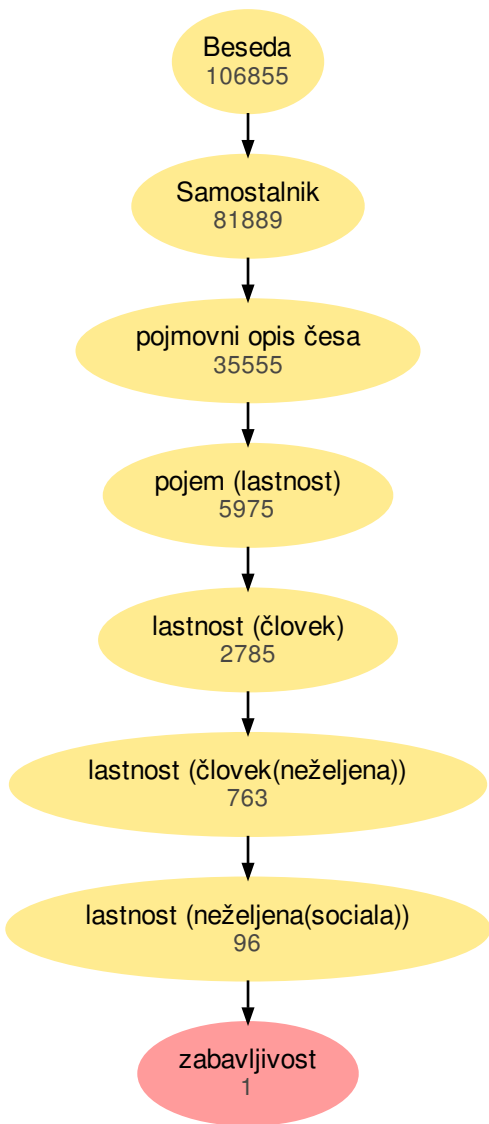 Beseda
106855
Samostalnik
81889
pojmovni opis česa
35555
pojem (lastnost)
5975
lastnost (človek)
2785
lastnost (človek(neželjena))
763
lastnost (neželjena(sociala))
96
zabavljivost
1